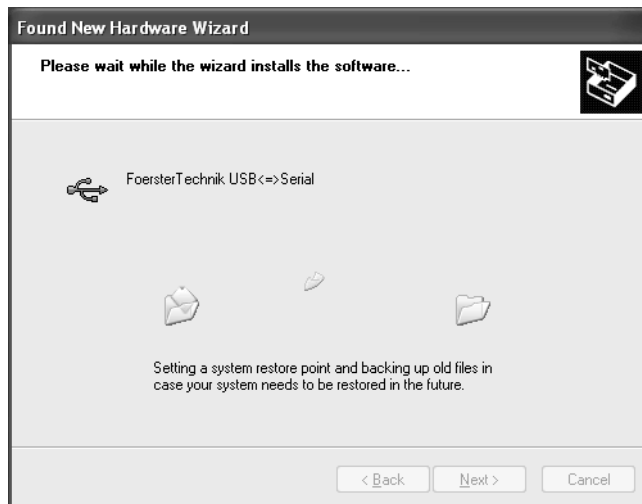 Found New Hardware Wizard
Please wait while the wizard installs the software...
FoersterTechnik USB<=>Serial
Setting a system restore point and backing up old files in
case your system needs to be restored in the future.
< Back
Next >
Cancel